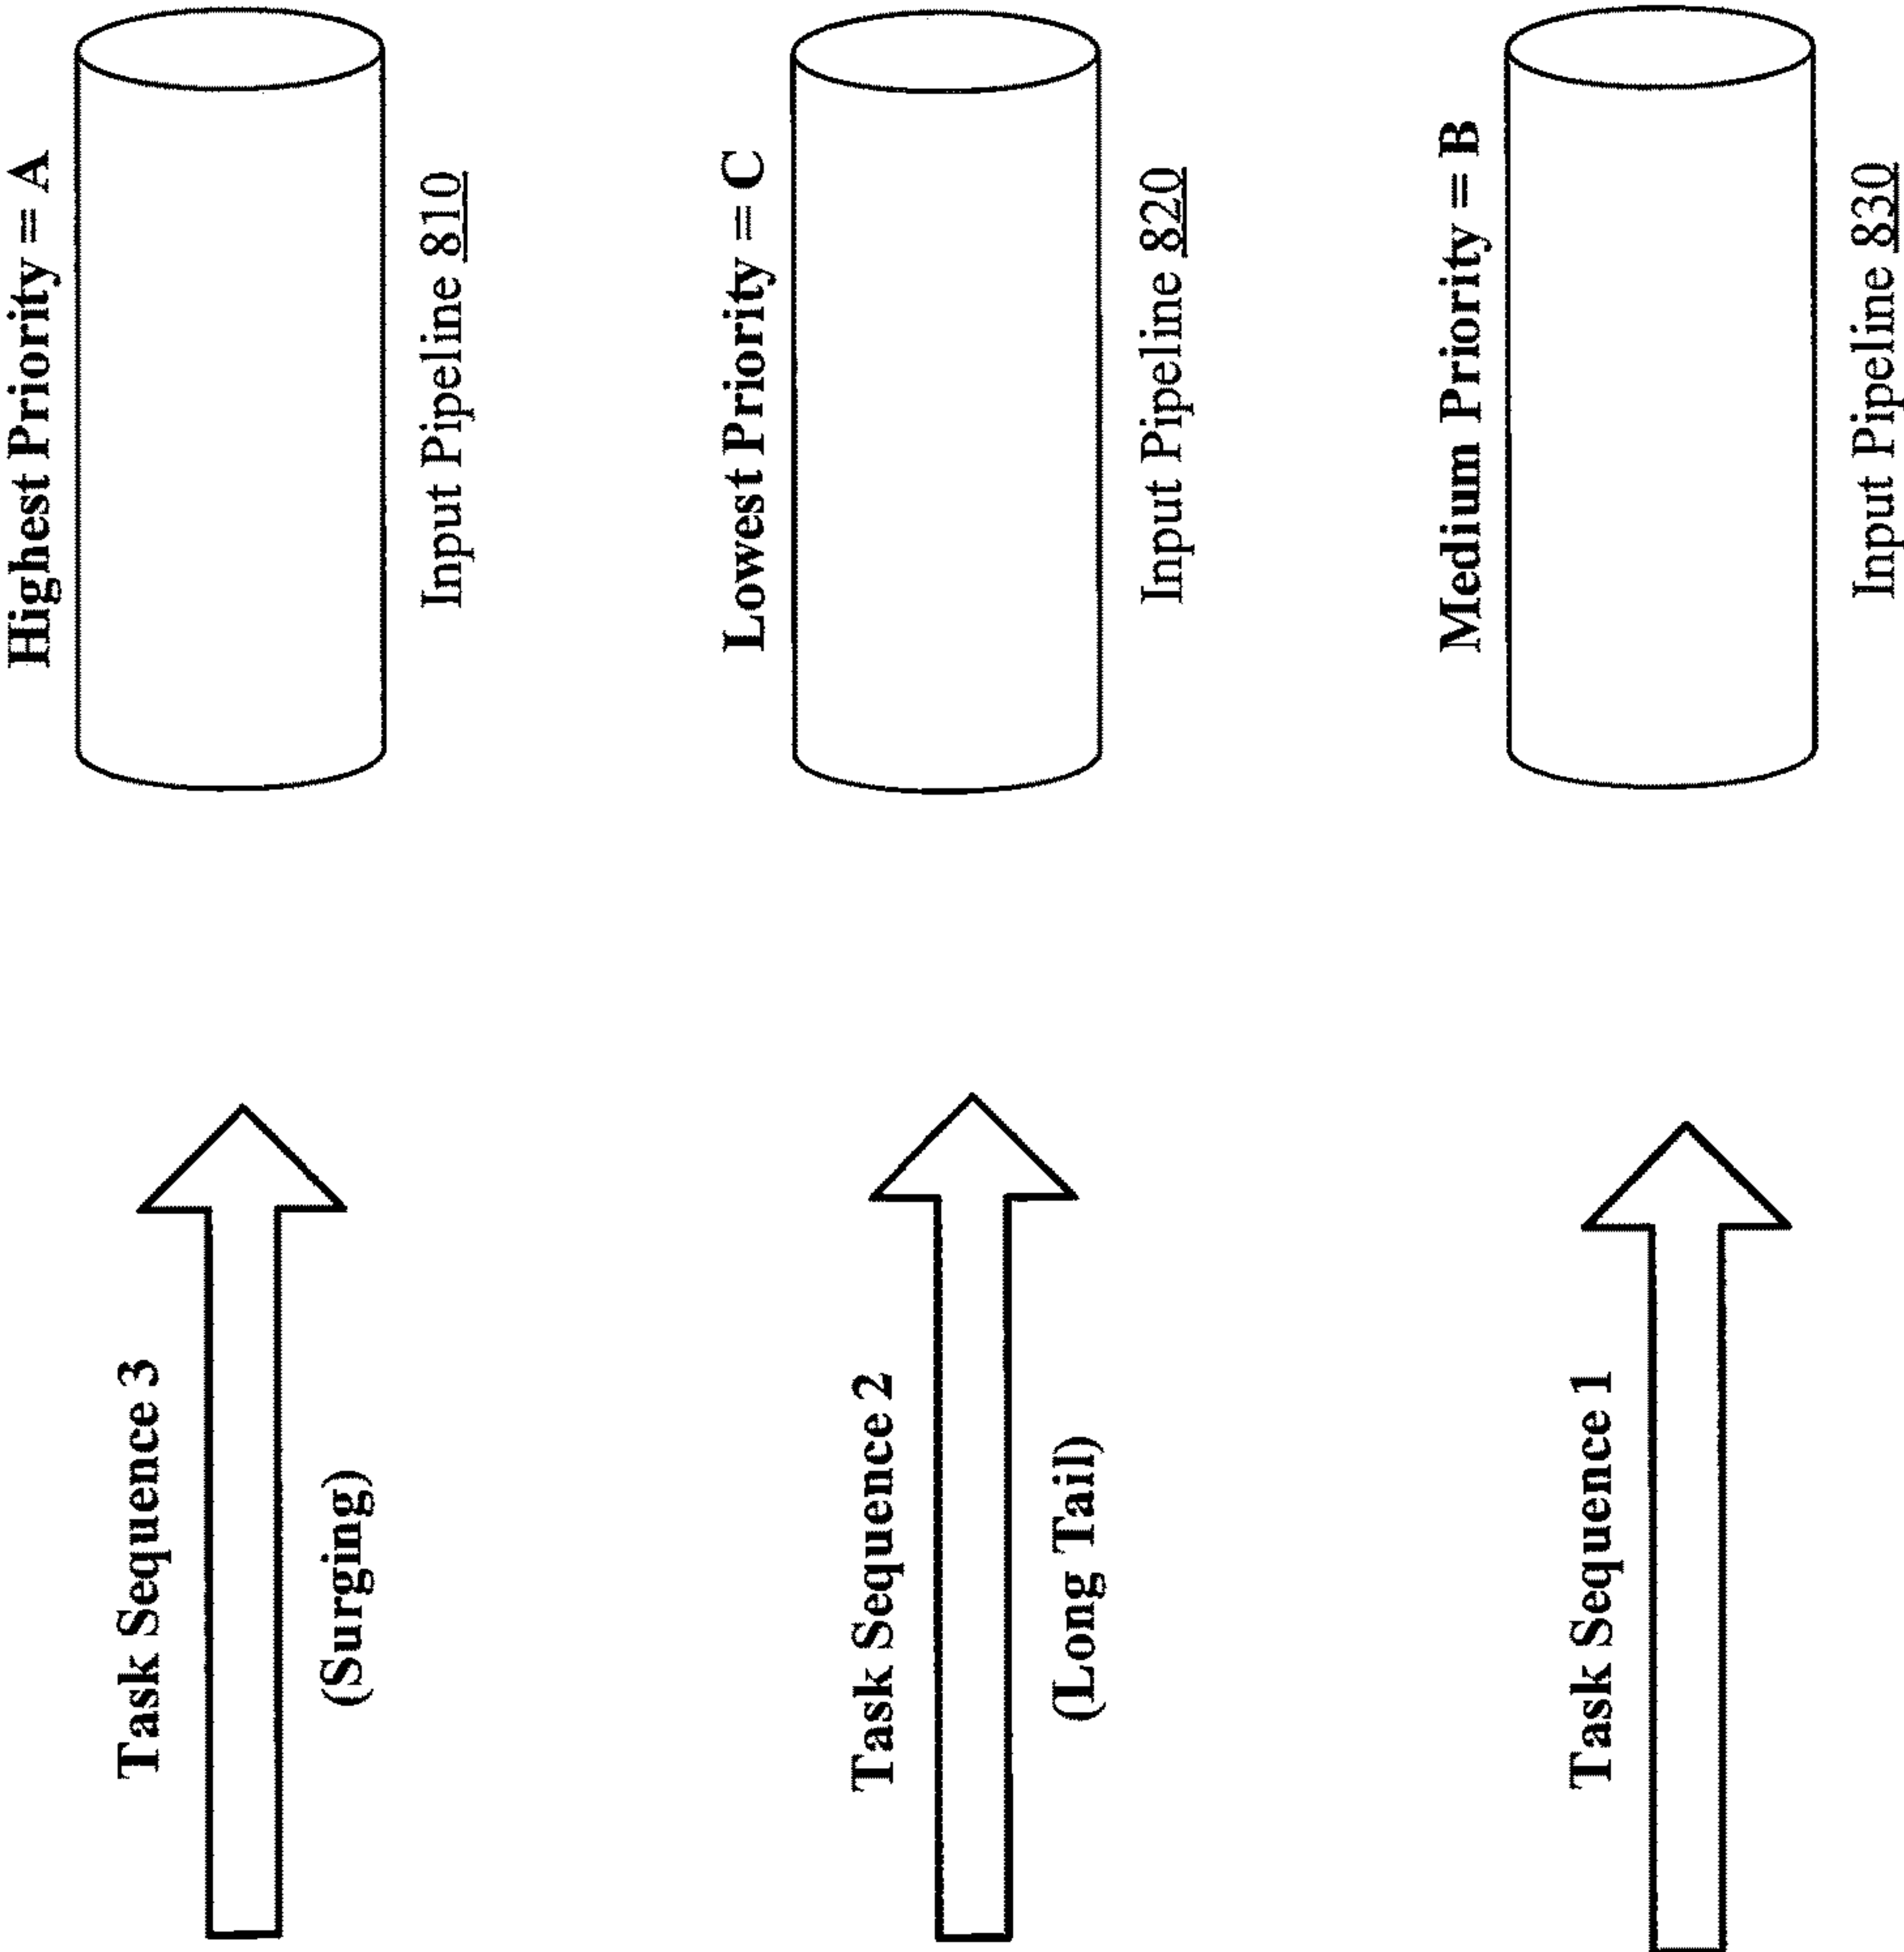 Task Sequence 3
(Surging)
Highest Priority = A
Input Pipeline 810
Task Sequence 2
(Long Tail)
Lowest Priority = C
Input Pipeline 820
Task Sequence 1
Medium Priority = B
Input Pipeline 830